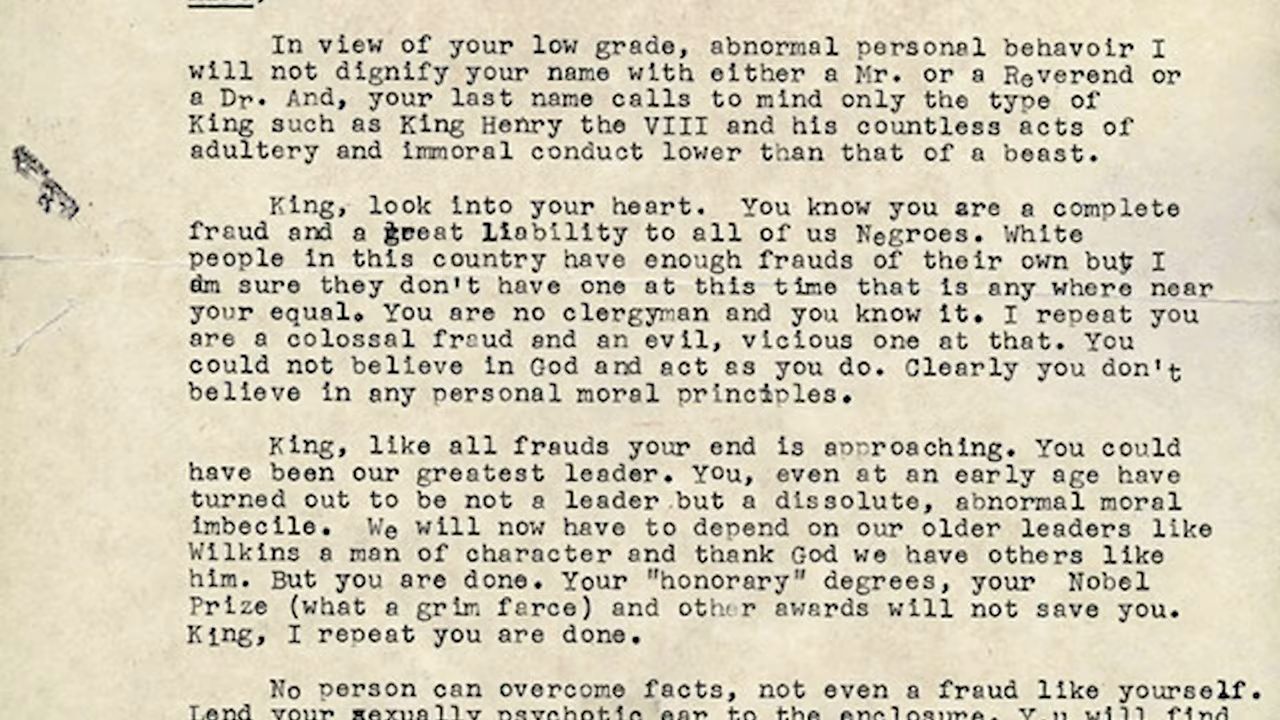 In view of your low grade, abnormal personal behavoir I
will not dignify your name with either a Mr. or a Reverend or
a Dr. And, your last name calls to mind only the type of
King such as King Henry the VIII and his countless acts of
adultery and immoral conduct lower than that of a beast.
King, look into your heart. You know you are a complete
fraud and a great liability to all of us Negroes. White
people in this country have enough frauds of their own but I
am sure they don't have one at this time that is any where near
your equal. You are no clergyman and you know it. I repeat you
are a colossal fraud and an evil, vicious one at that. You
could not believe in God and act as you do. Clearly you don't
believe in any personal moral principles.
King, like all frauds your end is approaching. You could
have been our greatest leader. You, even at an early age have
turned out to be not a leader but a dissolute, abnormal moral
imbecile. We will now have to depend on our older leaders like
Wilkins a man of character and thank God we have others like
him. But you are done. Your "honorary" degrees, your Nobel
Prize (what a grim farce) and other awards will not save you.
King, I repeat you are done.
No person can overcome facts, not even a fraud like yourself.
Lend your sexually psychotic ear to the enclosure. You will find